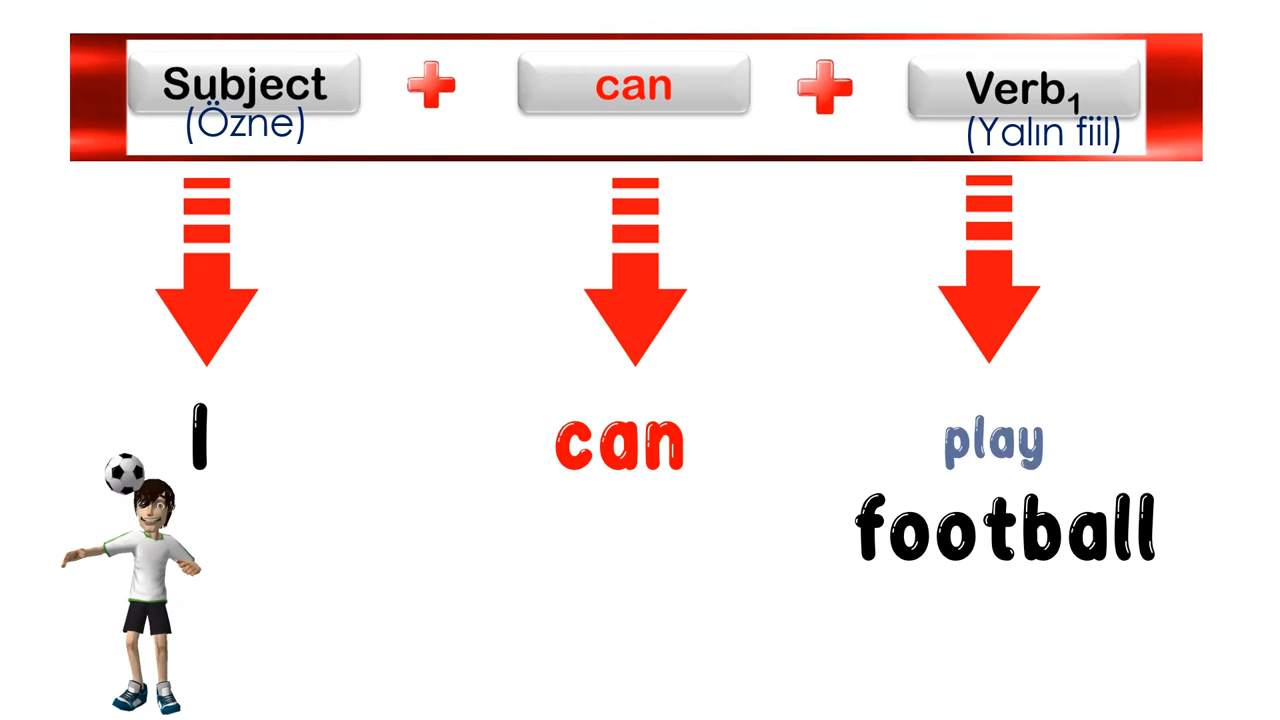 Subject + can + Verb₁
(Özne) (Yalın fiil)
I can play
football